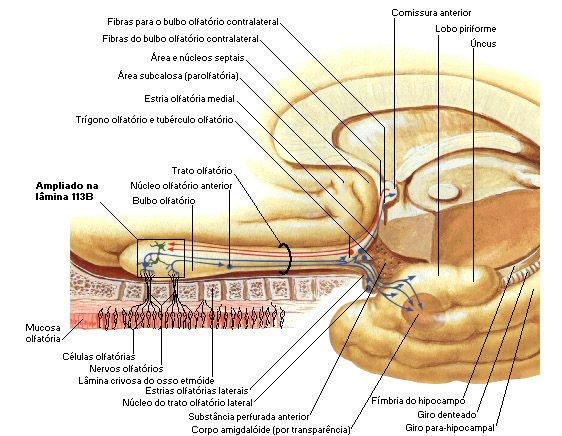 Fibras para o bulbo olfatório contralateral
Fibras do bulbo olfatório contralateral
Área e núcleos septais
Área subcalosa (parolfatória)
Estria olfatória medial
Trígono olfatório e tubérculo olfatório
Comissura anterior
Lobo piriforme
Úncus
Trato olfatório
Núcleo olfatório anterior
Bulbo olfatório
Ampliado na
lâmina 113B
Mucosa
olfatória
Células olfatórias
Nervos olfatórios
Lâmina crivosa do osso etmóide
Estrias olfatórias laterais
Núcleo do trato olfatório lateral
Substância perfurada anterior
Corpo amigdalóide (por transparência)
Fímbria do hipocampo
Giro denteado
Giro para-hipocampal